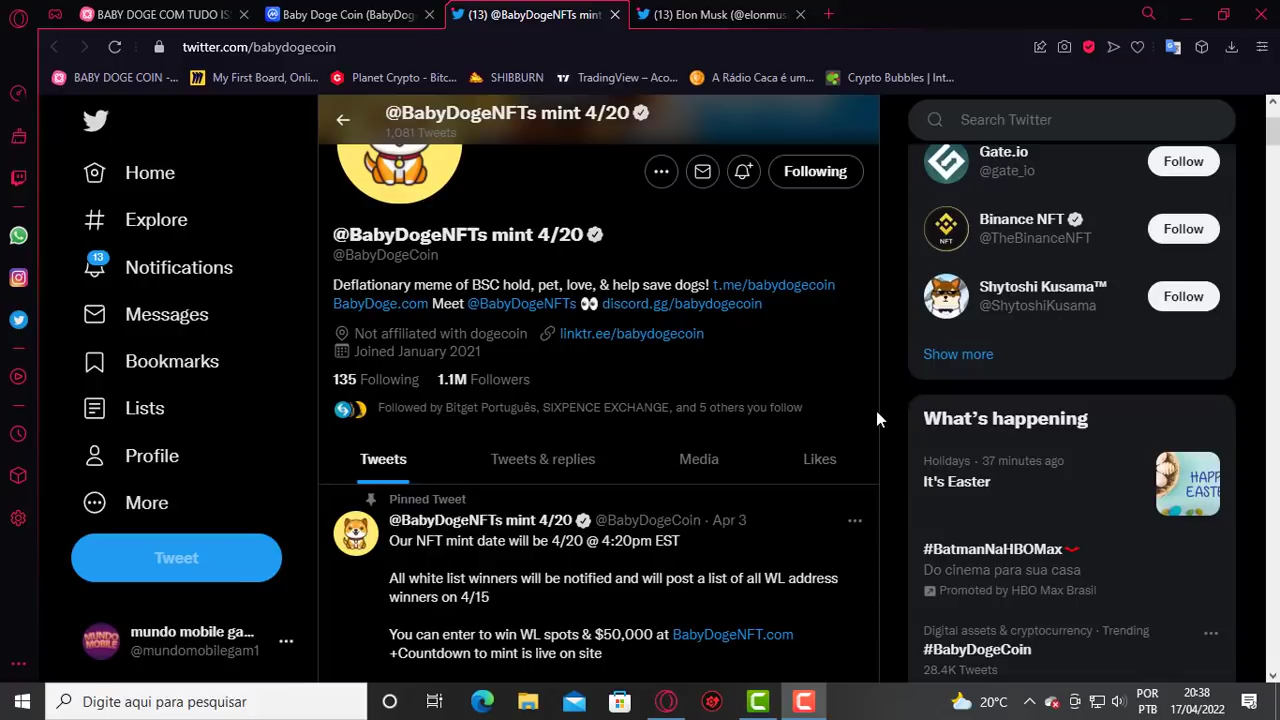 BABY DOGE COM TUDO IS
Baby Doge Coin (BabyDog
(13) @BabyDogeNFTs mint
(13) Elon Musk (@elonmus
twitter.com/babydogecoin
BABY DOGE COIN -...
My First Board, Onli...
Planet Crypto - Bitc...
SHIBBURN
TradingView – Aco...
A Rádio Caca é um...
Crypto Bubbles | Int...
@BabyDogeNFTs mint 4/20
1,081 Tweets
Following
@BabyDogeNFTs mint 4/20
@BabyDogeCoin
Deflationary meme of BSC hold, pet, love, & help save dogs! t.me/babydogecoin
BabyDoge.com Meet @BabyDogeNFTs 👀 discord.gg/babydogecoin
Not affiliated with dogecoin linktr.ee/babydogecoin
Joined January 2021
135 Following 1.1M Followers
Followed by Bitget Português, SIXPENCE EXCHANGE, and 5 others you follow
Tweets Tweets & replies Media Likes
Pinned Tweet
@BabyDogeNFTs mint 4/20 @BabyDogeCoin · Apr 3
Our NFT mint date will be 4/20 @ 4:20pm EST
All white list winners will be notified and will post a list of all WL address
winners on 4/15
You can enter to win WL spots & $50,000 at BabyDogeNFT.com
+Countdown to mint is live on site
Home
Explore
13
Notifications
Messages
Bookmarks
Lists
Profile
More
Tweet
MUNDO
MOBILE
mundo mobile ga...
@mundomobilegam1
Search Twitter
Gate.io
@gate_io
Follow
NFT
Binance NFT
@TheBinanceNFT
Follow
Shytoshi Kusama™
@ShytoshiKusama
Follow
Show more
What's happening
Holidays · 37 minutes ago
It's Easter
HAPP
EASTE
#BatmanNaHBOMax
Do cinema para sua casa
Promoted by HBO Max Brasil
Digital assets & cryptocurrency · Trending
#BabyDogeCoin
28.4K Tweets
Digite aqui para pesquisar
20°C
POR
PTB
20:38
17/04/2022